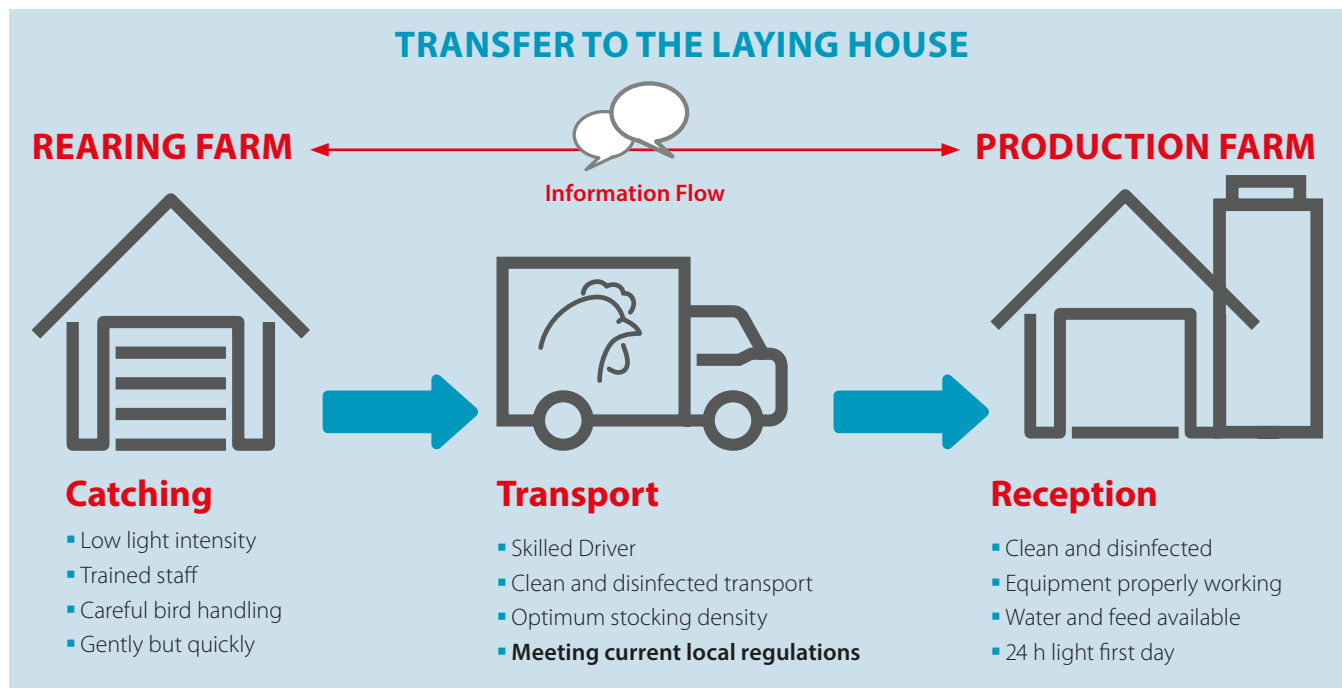 TRANSFER TO THE LAYING HOUSE
REARING FARM
PRODUCTION FARM
Information Flow
Catching
▪ Low light intensity
▪ Trained staff
▪ Careful bird handling
▪ Gently but quickly
Transport
▪ Skilled Driver
▪ Clean and disinfected transport
▪ Optimum stocking density
▪ Meeting current local regulations
Reception
▪ Clean and disinfected
▪ Equipment properly working
▪ Water and feed available
▪ 24 h light first day